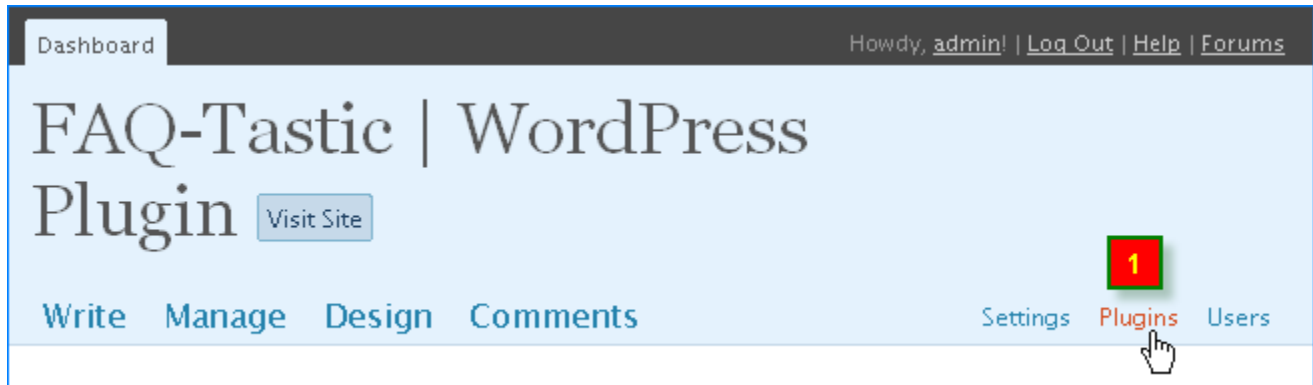 Dashboard
Howdy, admin! | Log Out | Help | Forums
FAQ-Tastic | WordPress
Plugin Visit Site
1
Write Manage Design Comments Settings Plugins Users